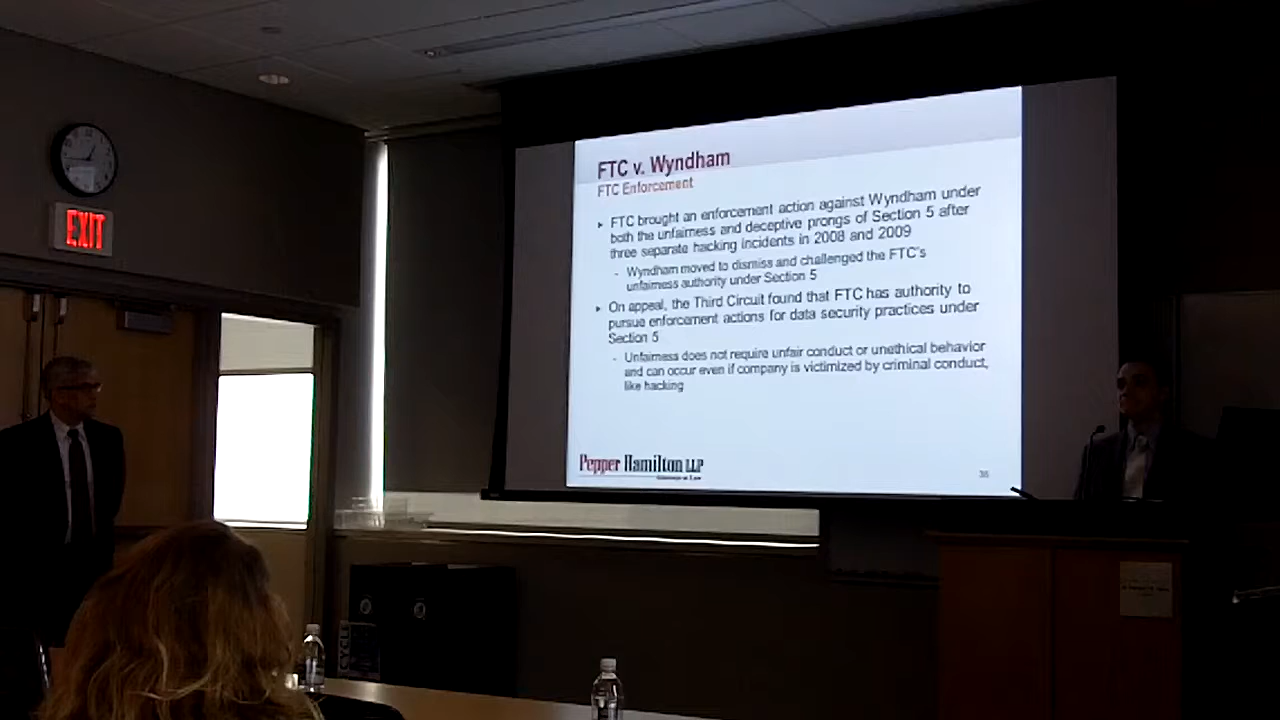 EXIT
FTC v. Wyndham
FTC Enforcement
FTC brought an enforcement action against Wyndham under
both the unfairness and deceptive prongs of Section 5 after
three separate hacking incidents in 2008 and 2009
- Wyndham moved to dismiss and challenged the FTC's
unfairness authority under Section 5
On appeal, the Third Circuit found that FTC has authority to
pursue enforcement actions for data security practices under
Section 5
- Unfairness does not require unfair conduct or unethical behavior
and can occur even if company is victimized by criminal conduct,
like hacking
Pepper Hamilton LLP
Attorneys at Law